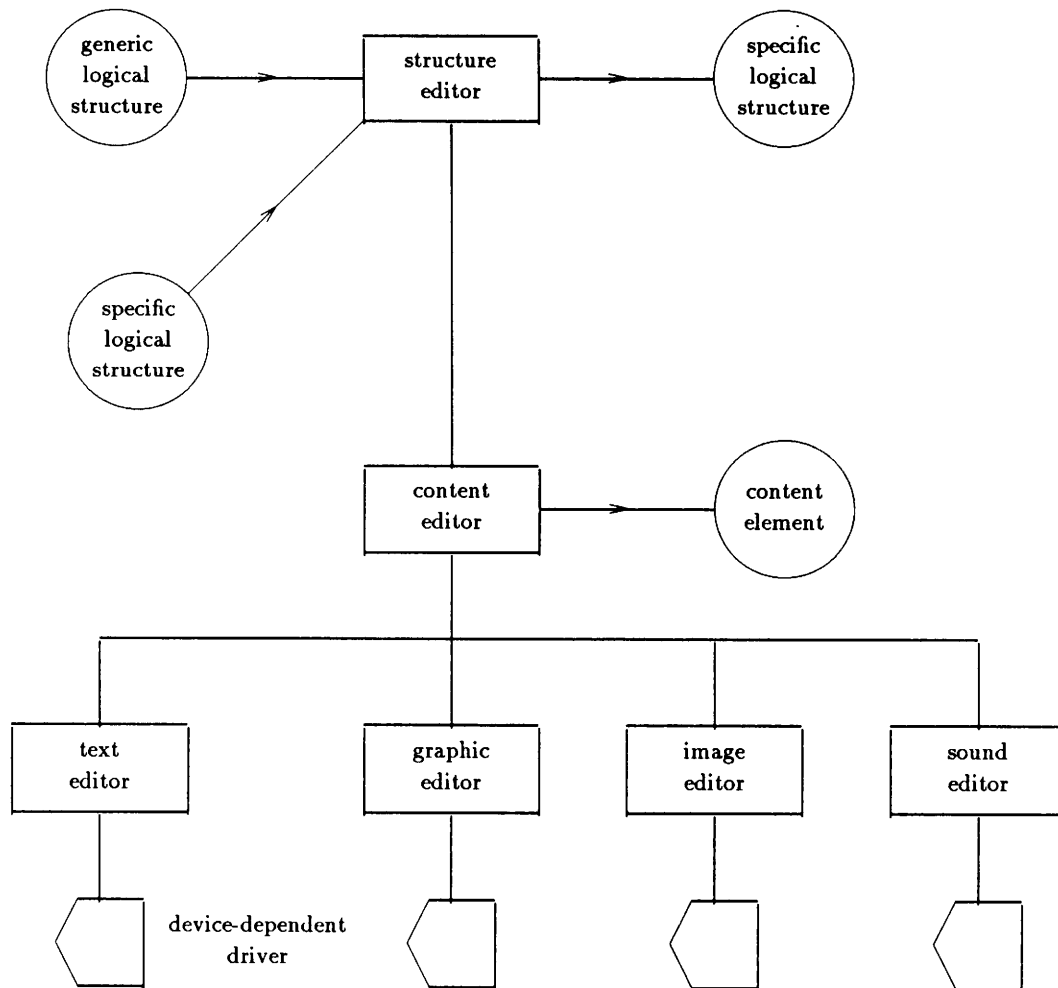 generic
logical
structure
structure
editor
specific
logical
structure
specific
logical
structure
content
editor
content
element
text
editor
graphic
editor
image
editor
sound
editor
device-dependent
driver